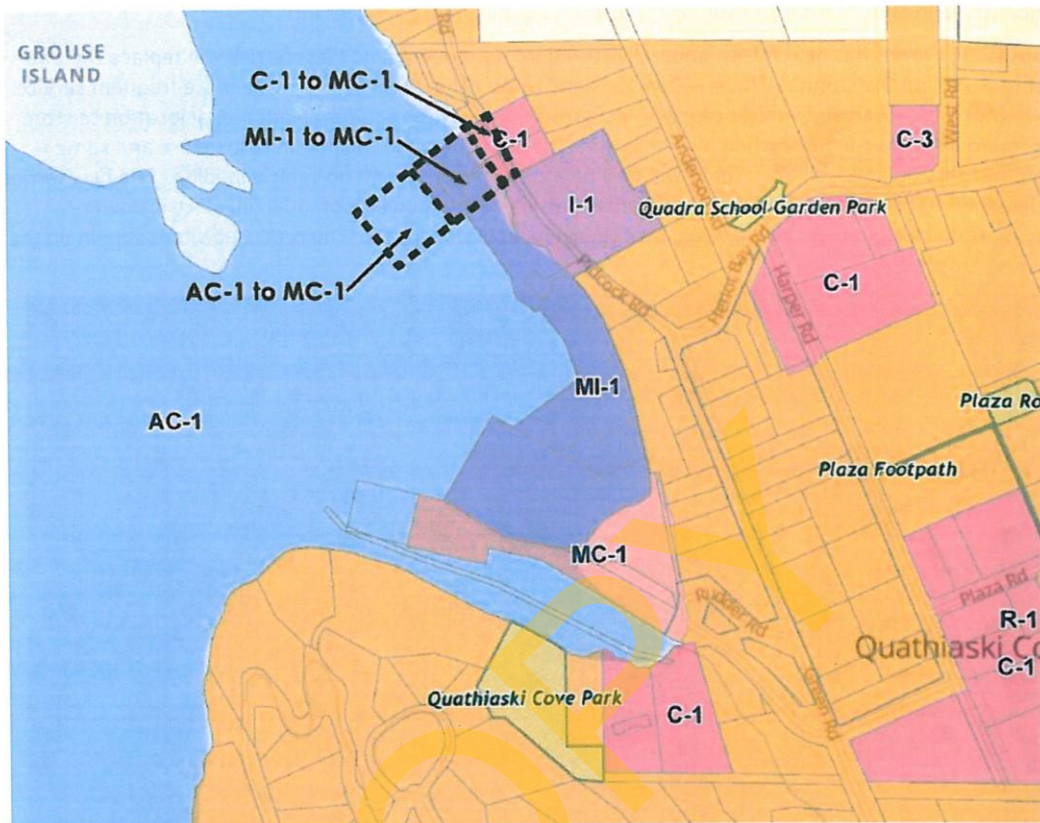 GROUSE
ISLAND
C-1 to MC-1
MI-1 to MC-1
AC-1 to MC-1
C-1
I-1
C-3
West Rd
Anderson Rd
Quadra School Garden Park
Heriot Bay Rd
Pidcock Rd
Harper Rd
C-1
MI-1
AC-1
Plaza Ro
Plaza Footpath
MC-1
Rudder Rd
Plaza Rd
R-1
Quathiaski Co
C-1
Quathiaski Cove Park
C-1
Green Rd
OPY